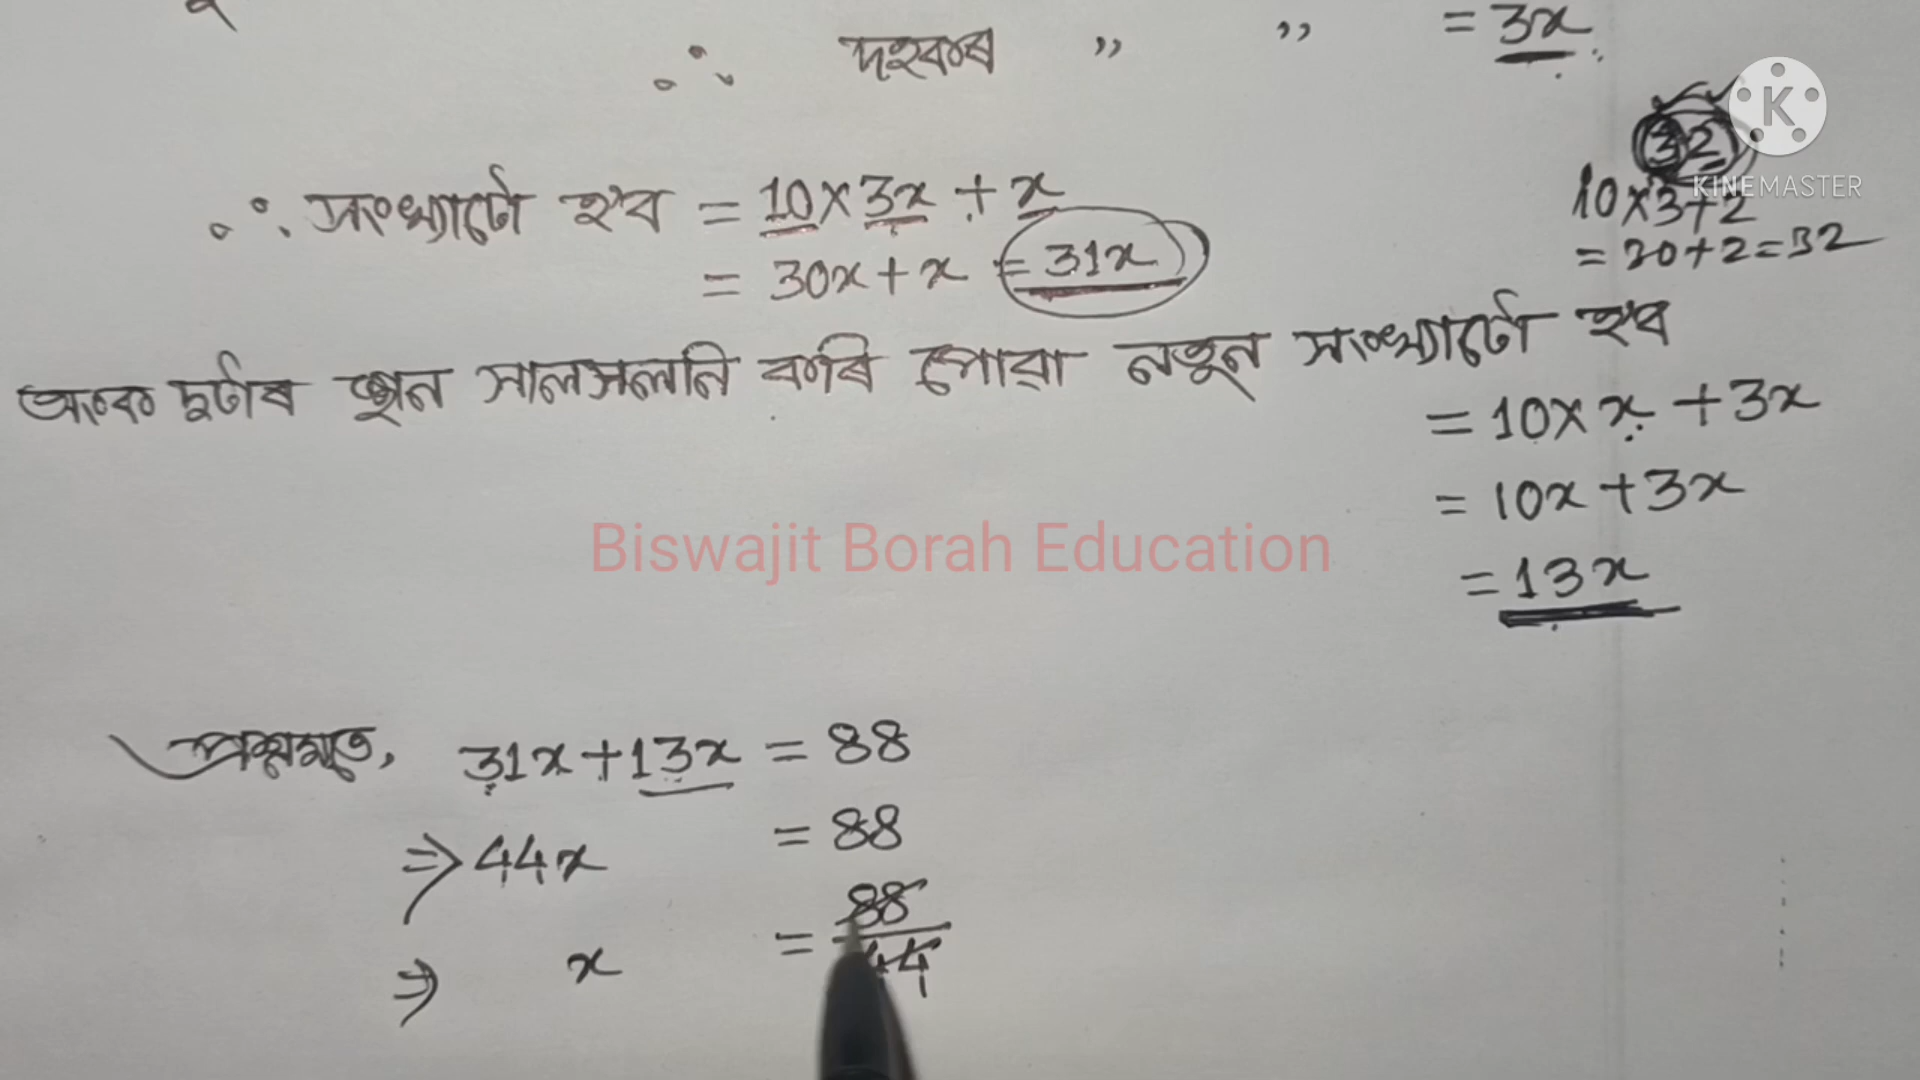 ∴ দহকৰ " " = 3x
32
∴ সংখ্যাটো হ'ব = 10×3x + x
10×3+2
= 30x + x = 31x
= 30+2=32
অংক দুটাৰ স্থান সালসলনি কৰি পোৱা নতুন সংখ্যাটো হ'ব
= 10×x + 3x
= 10x + 3x
= 13x
প্ৰশ্নমতে, 31x + 13x = 88
⇒ 44x = 88
⇒ x = 88/44
Biswajit Borah Education
K
KINEMASTER